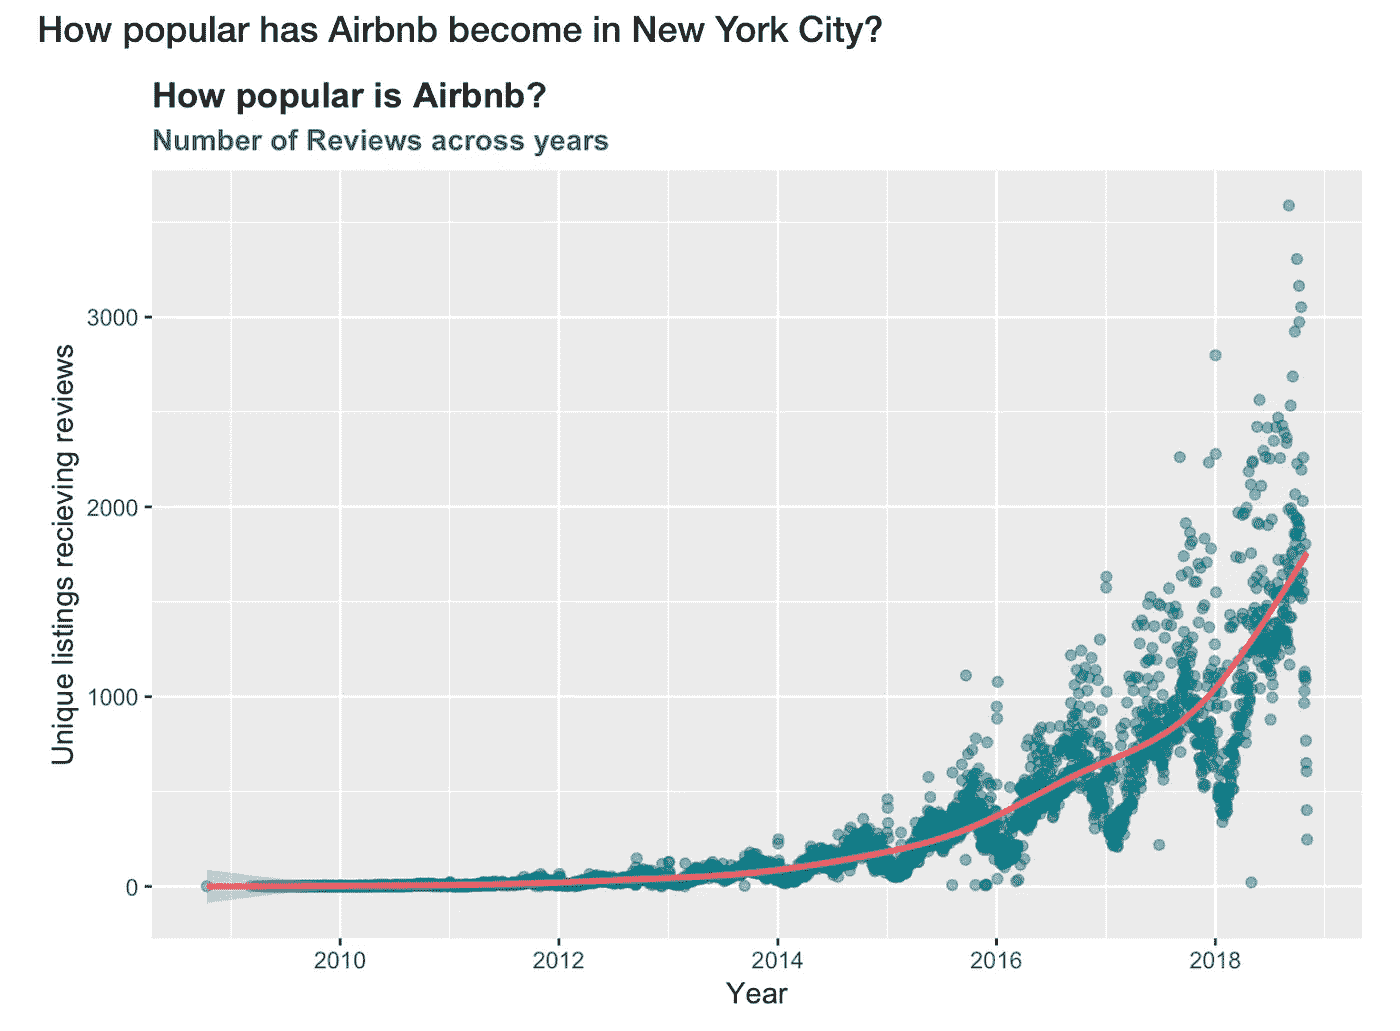 How popular has Airbnb become in New York City?
How popular is Airbnb?
Number of Reviews across years
Unique listings recieving reviews
3000
2000
1000
0
2010 2012 2014 2016 2018
Year